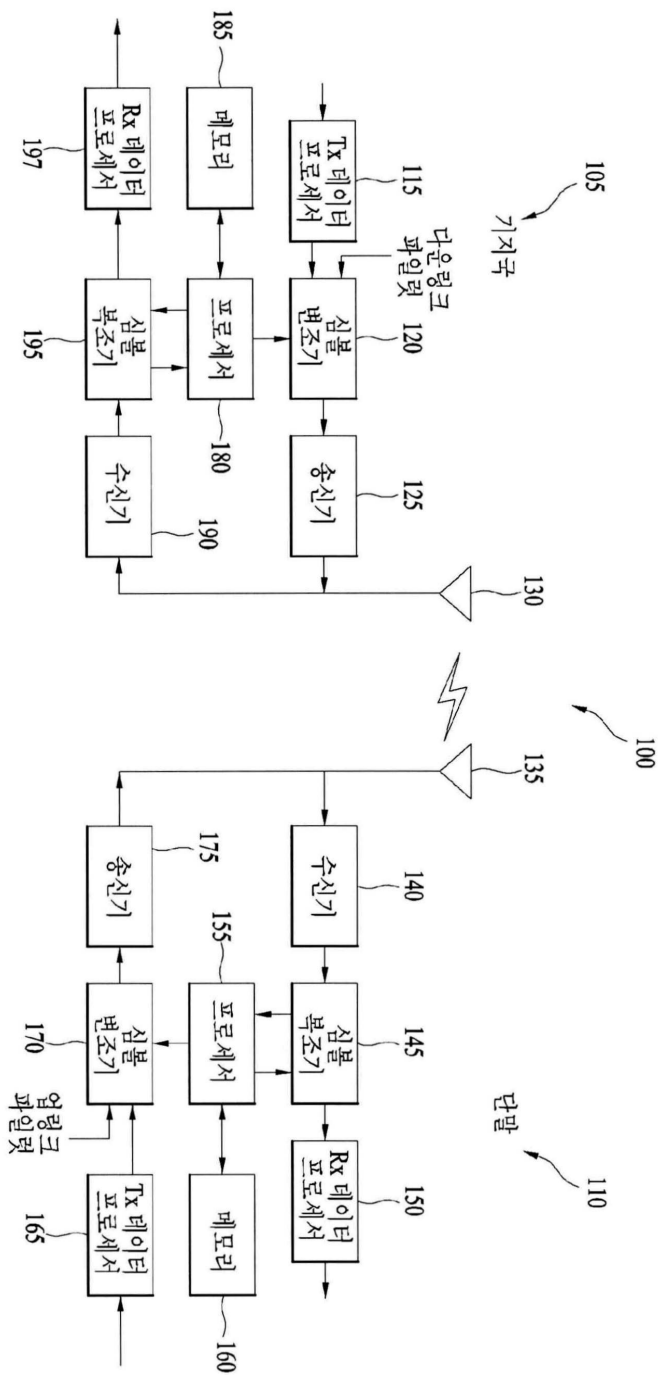 100
105
기지국
단말
110
130
135
115
Tx 데이터
프로세서
다운링크
파일럿
120
심볼
변조기
125
송신기
140
수신기
145
심볼
복조기
150
Rx 데이터
프로세서
185
메모리
프로세서
180
155
프로세서
메모리
160
Rx 데이터
프로세서
197
심볼
복조기
195
수신기
190
175
송신기
심볼
변조기
170
업링크
파일럿
Tx 데이터
프로세서
165